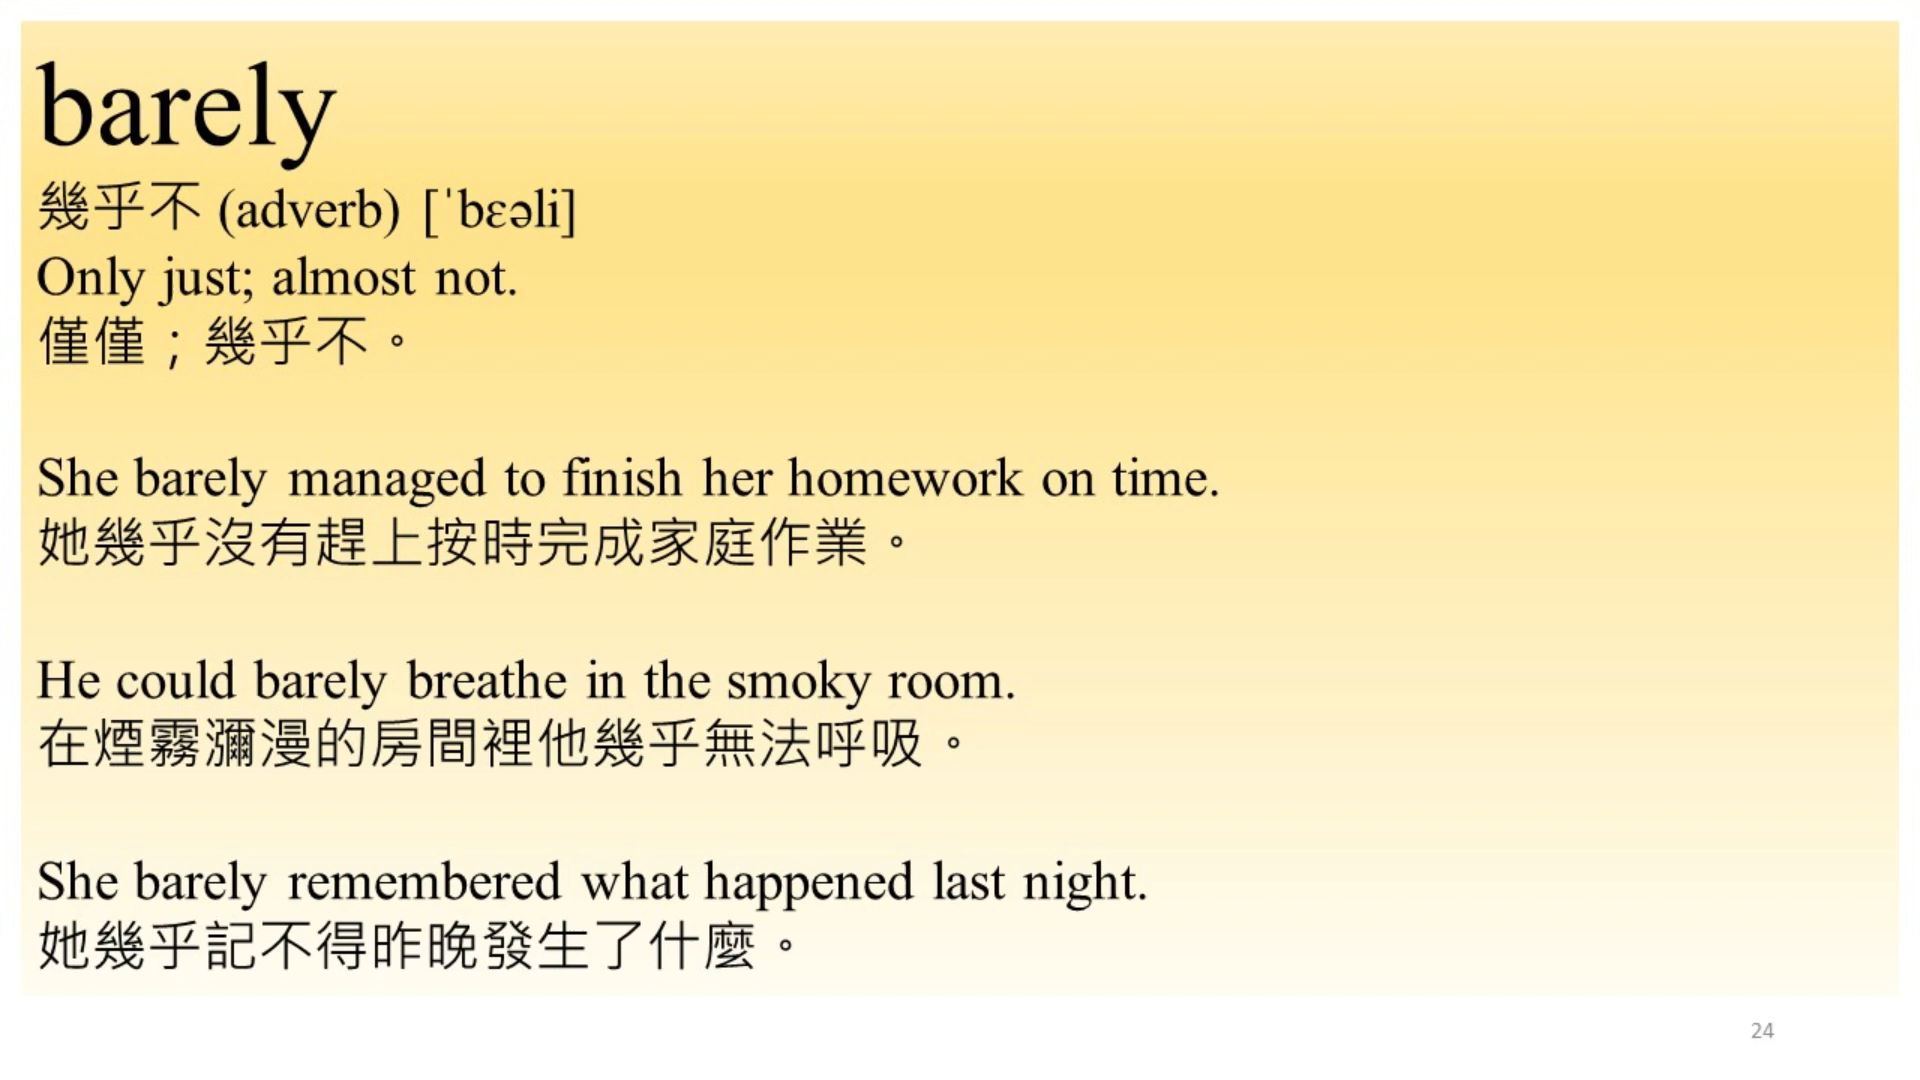 barely
幾乎不 (adverb) [ˈbɛəli]
Only just; almost not.
僅僅；幾乎不。
She barely managed to finish her homework on time.
她幾乎沒有趕上按時完成家庭作業。
He could barely breathe in the smoky room.
在煙霧瀰漫的房間裡他幾乎無法呼吸。
She barely remembered what happened last night.
她幾乎記不得昨晚發生了什麼。
24